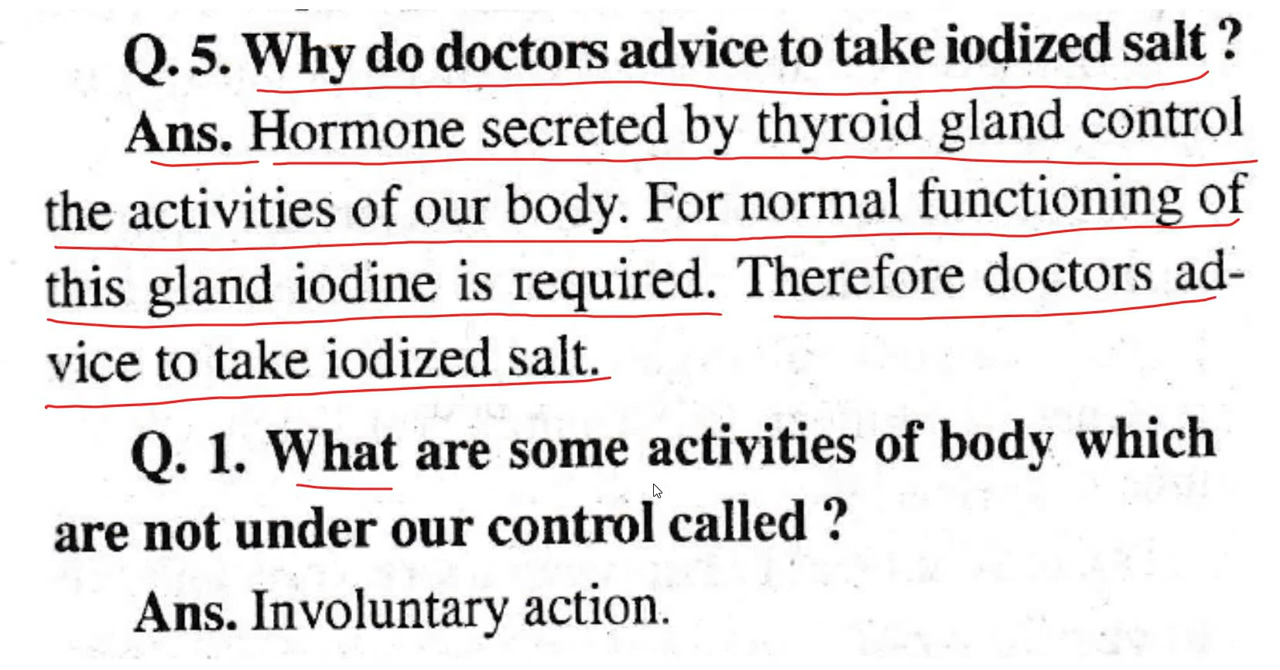 Q. 5. Why do doctors advice to take iodized salt ?
Ans. Hormone secreted by thyroid gland control
the activities of our body. For normal functioning of
this gland iodine is required. Therefore doctors ad-
vice to take iodized salt.
Q. 1. What are some activities of body which
are not under our control called ?
Ans. Involuntary action.